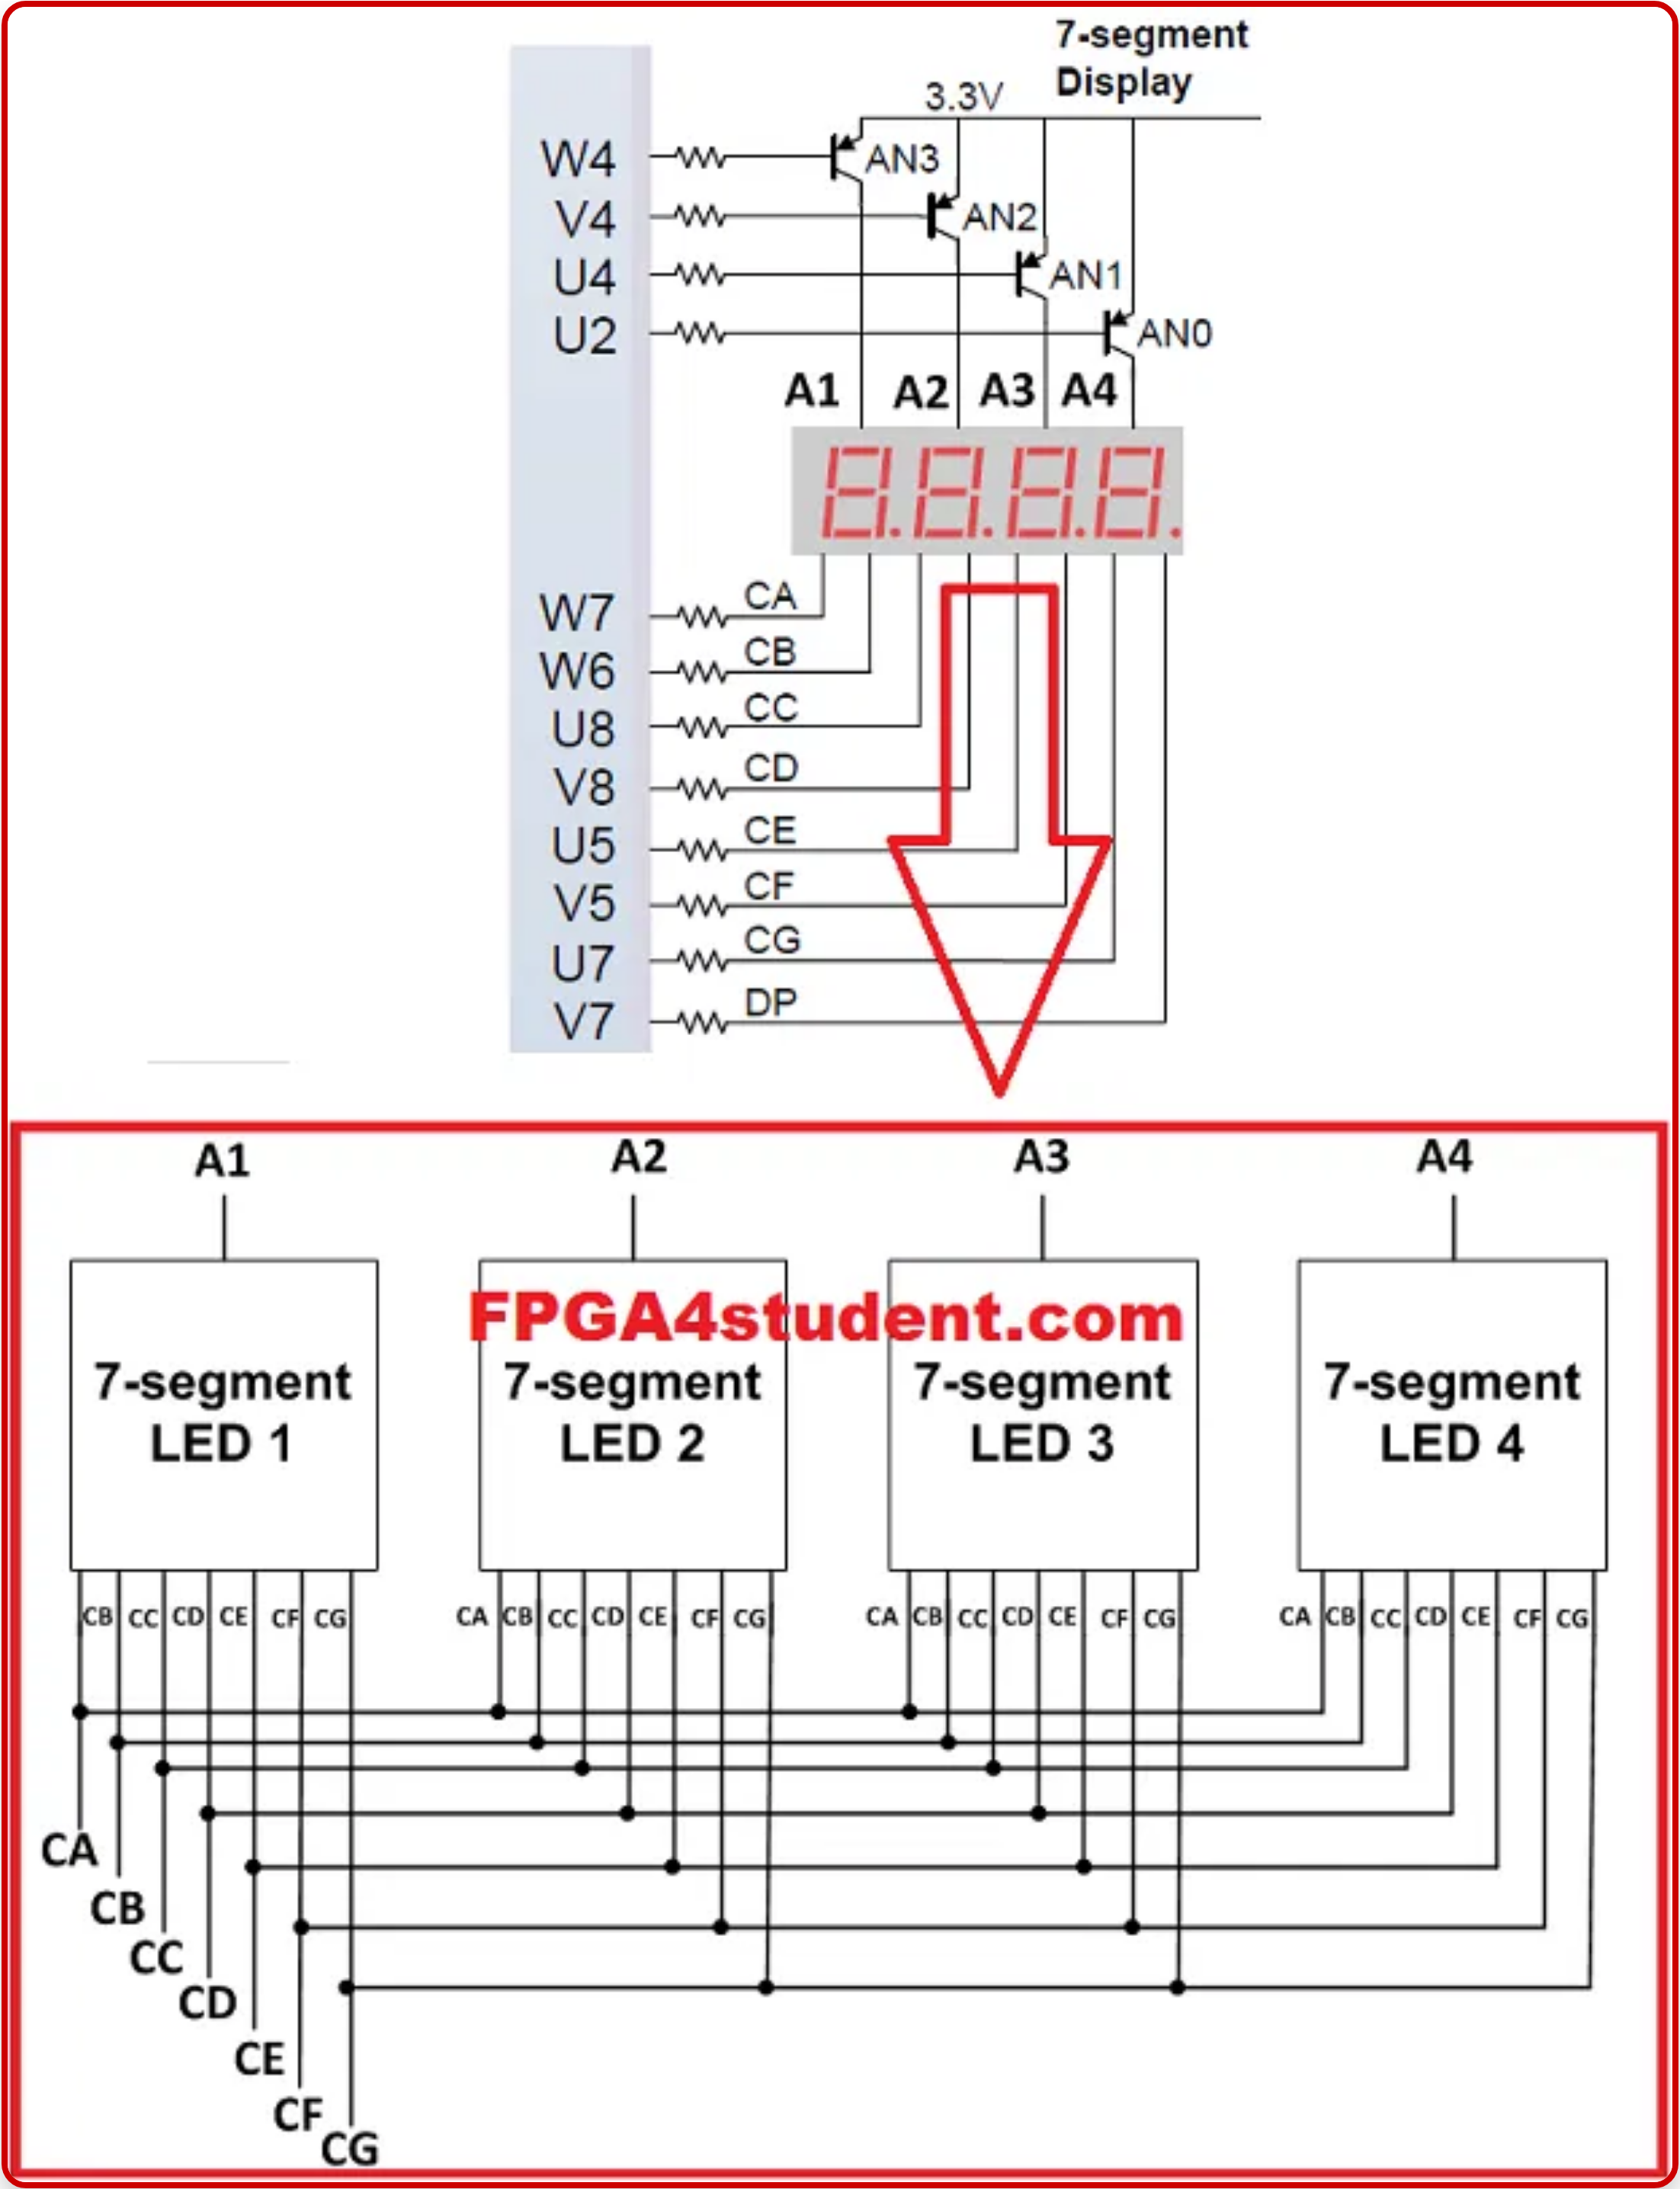 7-segment
Display
3.3V
W4
AN3
V4
AN2
U4
AN1
U2
AN0
A1 A2 A3 A4
W7 CA
W6 CB
U8 CC
V8 CD
U5 CE
V5 CF
U7 CG
V7 DP
A1 A2 A3 A4
FPGA4student.com
7-segment 7-segment 7-segment 7-segment
LED 1 LED 2 LED 3 LED 4
CB CC CD CE CF CG CA CB CC CD CE CF CG CA CB CC CD CE CF CG CA CB CC CD CE CF CG
CA
CB
CC
CD
CE
CF
CG